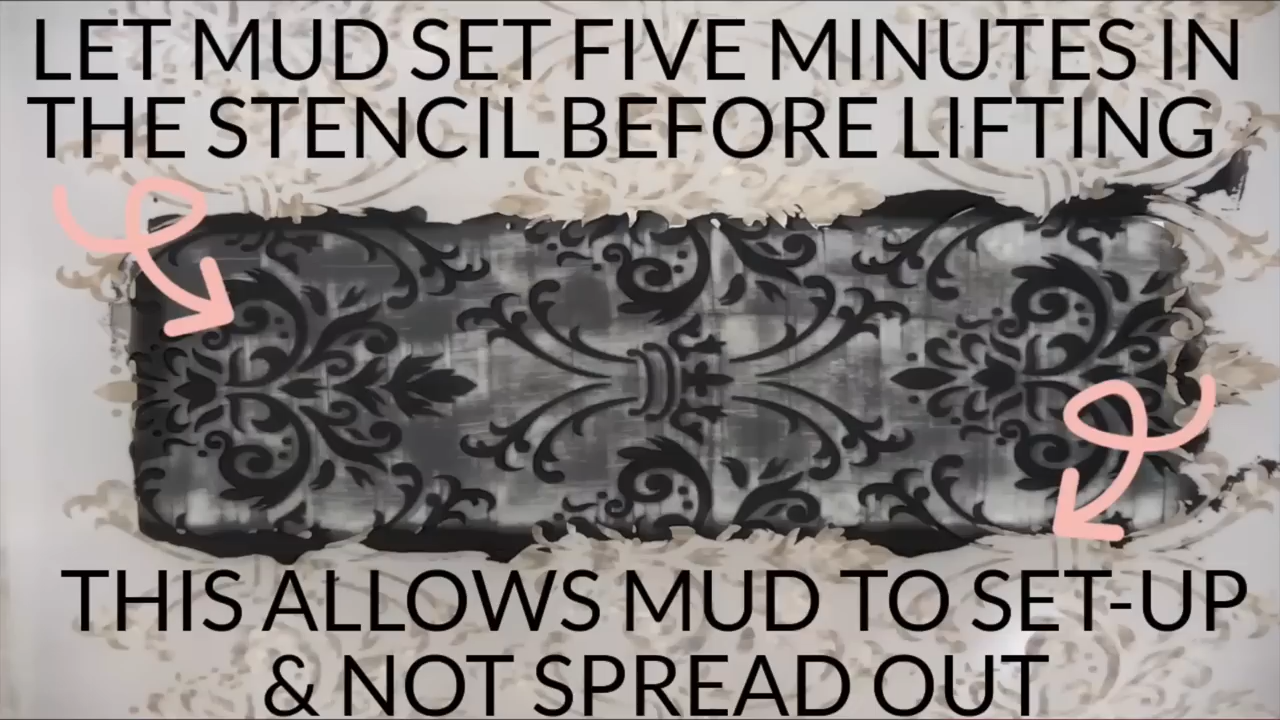 LET MUD SET FIVE MINUTES IN
THE STENCIL BEFORE LIFTING
THIS ALLOWS MUD TO SET-UP
& NOT SPREAD OUT